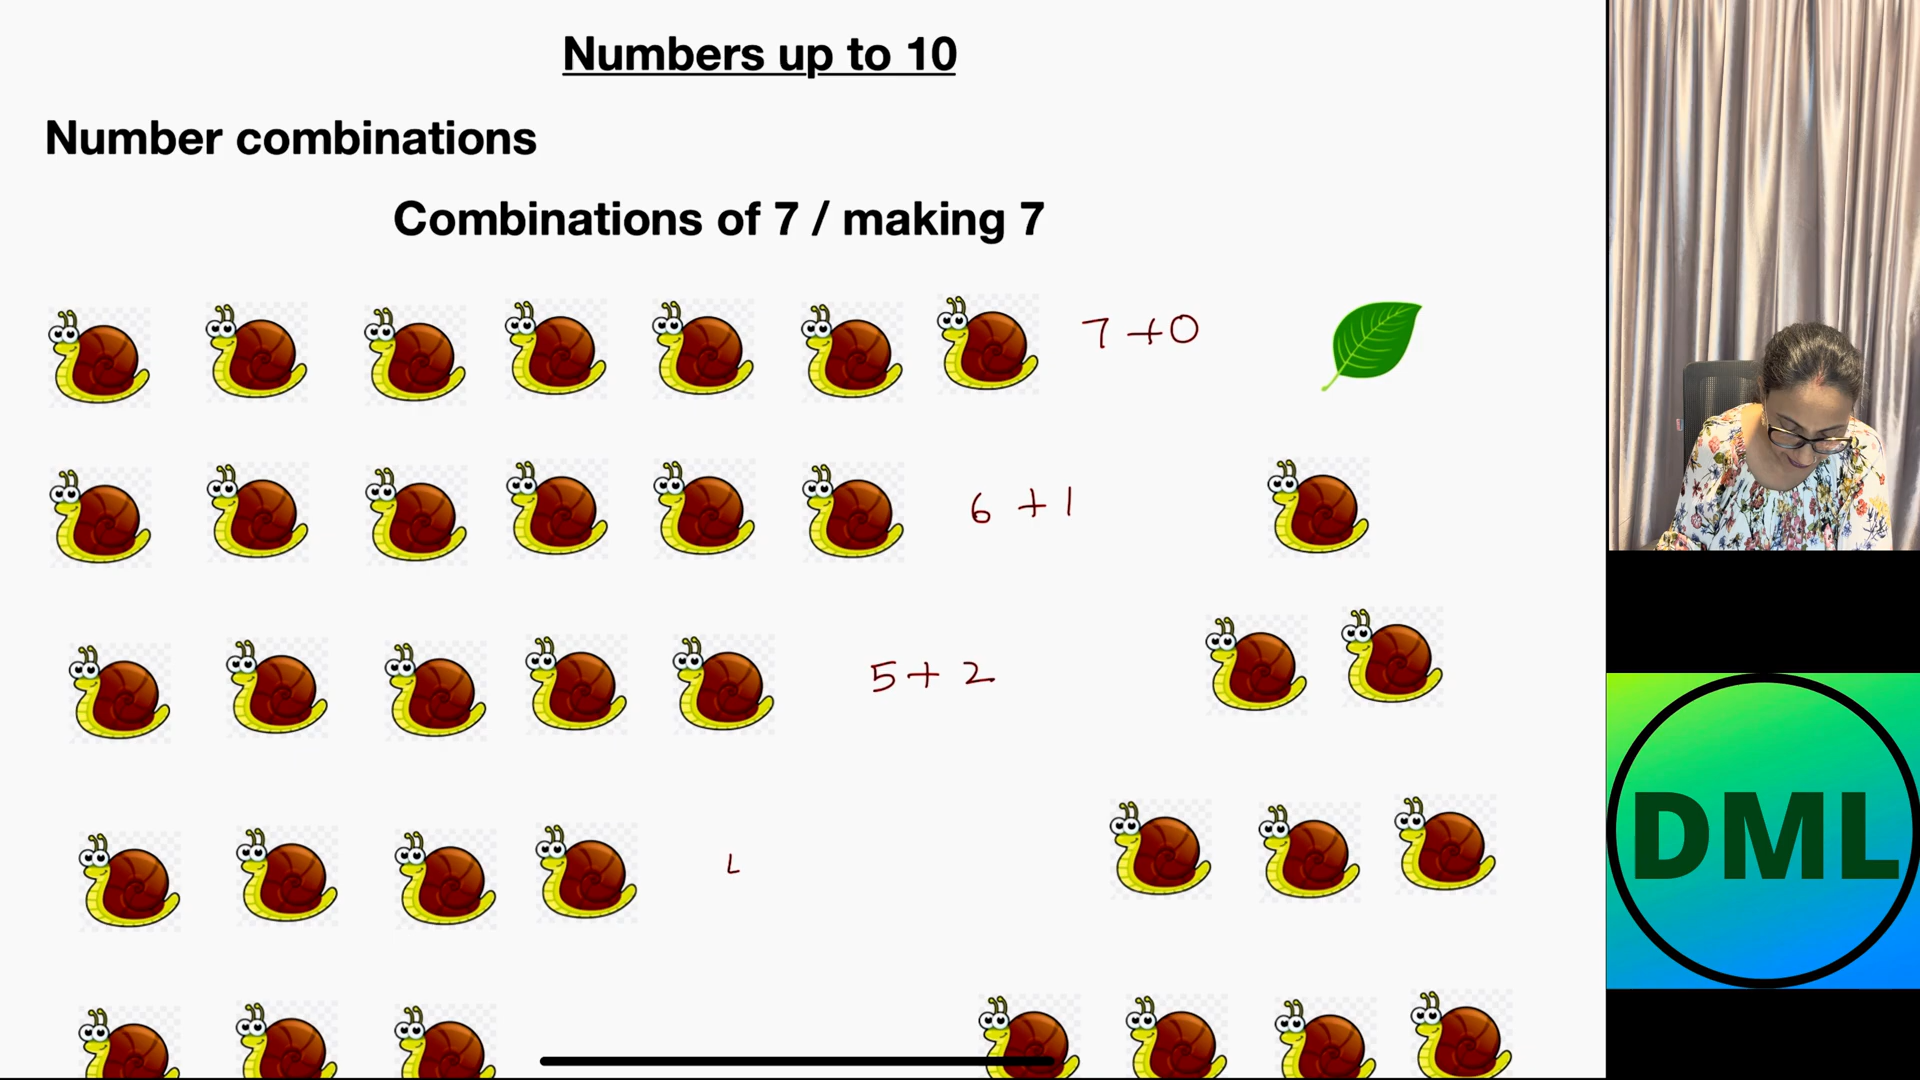 Numbers up to 10
Number combinations
Combinations of 7 / making 7
7 + 0
6 + 1
5 + 2
DML